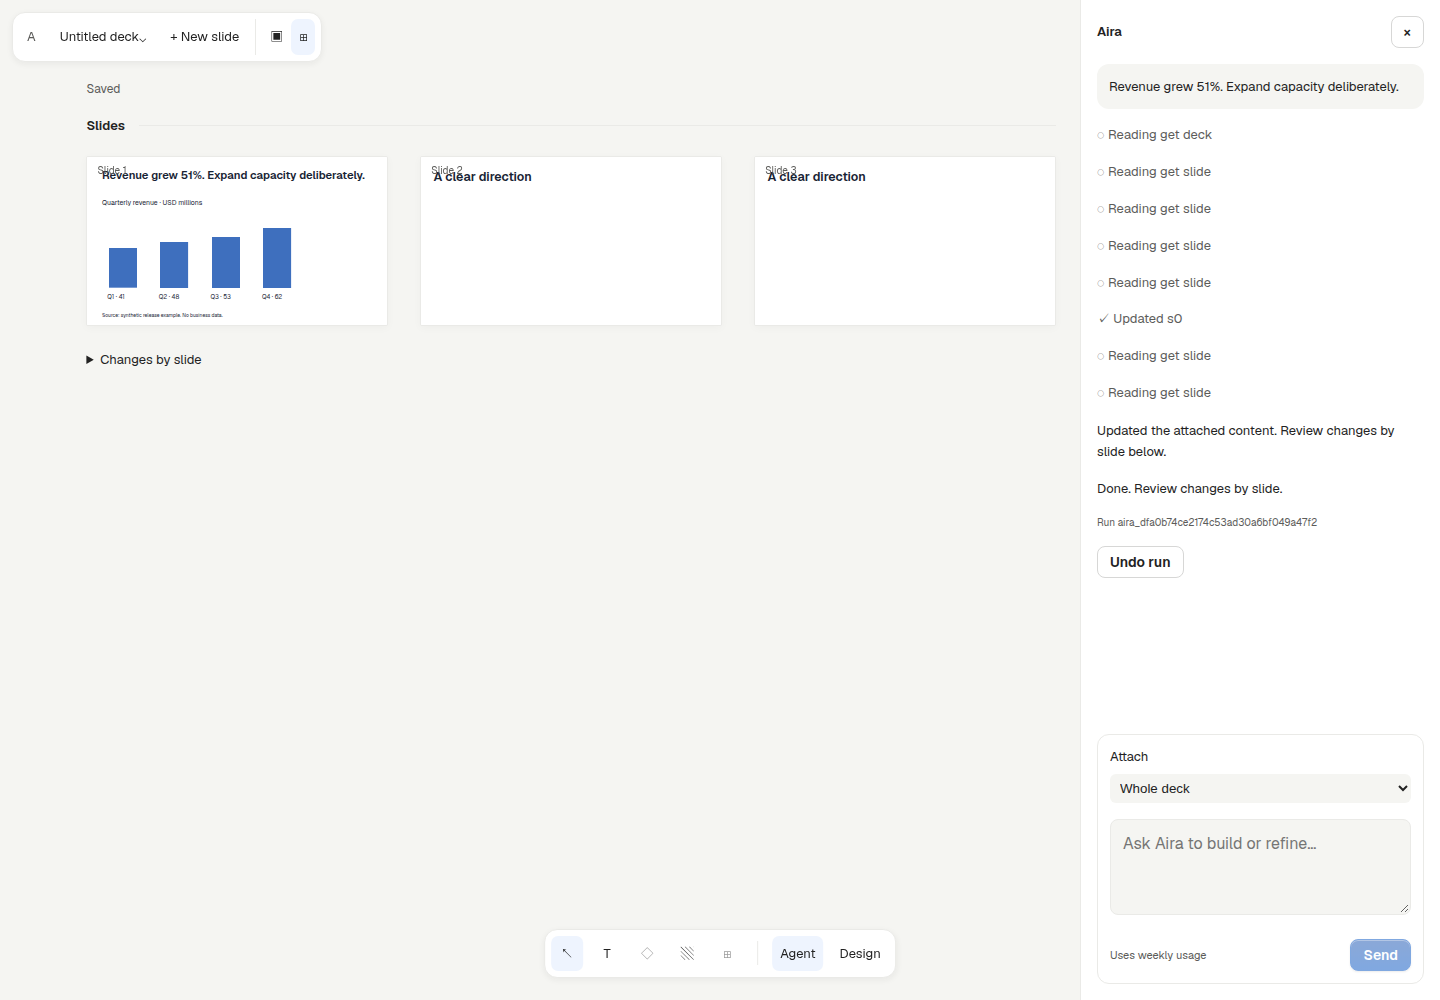 A
Untitled deck
+ New slide
Saved
Slides
Slide 1
Revenue grew 51%. Expand capacity deliberately.
Quarterly revenue · USD millions
Q1 · 41
Q2 · 48
Q3 · 53
Q4 · 62
Source: synthetic release example. No business data.
Slide 2
A clear direction
Slide 3
A clear direction
Changes by slide
T
Agent
Design
Aira
×
Revenue grew 51%. Expand capacity deliberately.
Reading get deck
Reading get slide
Reading get slide
Reading get slide
Reading get slide
✓ Updated s0
Reading get slide
Reading get slide
Updated the attached content. Review changes by
slide below.
Done. Review changes by slide.
Run aira_dfa0b74ce2174c53ad30a6bf049a47f2
Undo run
Attach
Whole deck
Ask Aira to build or refine...
Uses weekly usage
Send